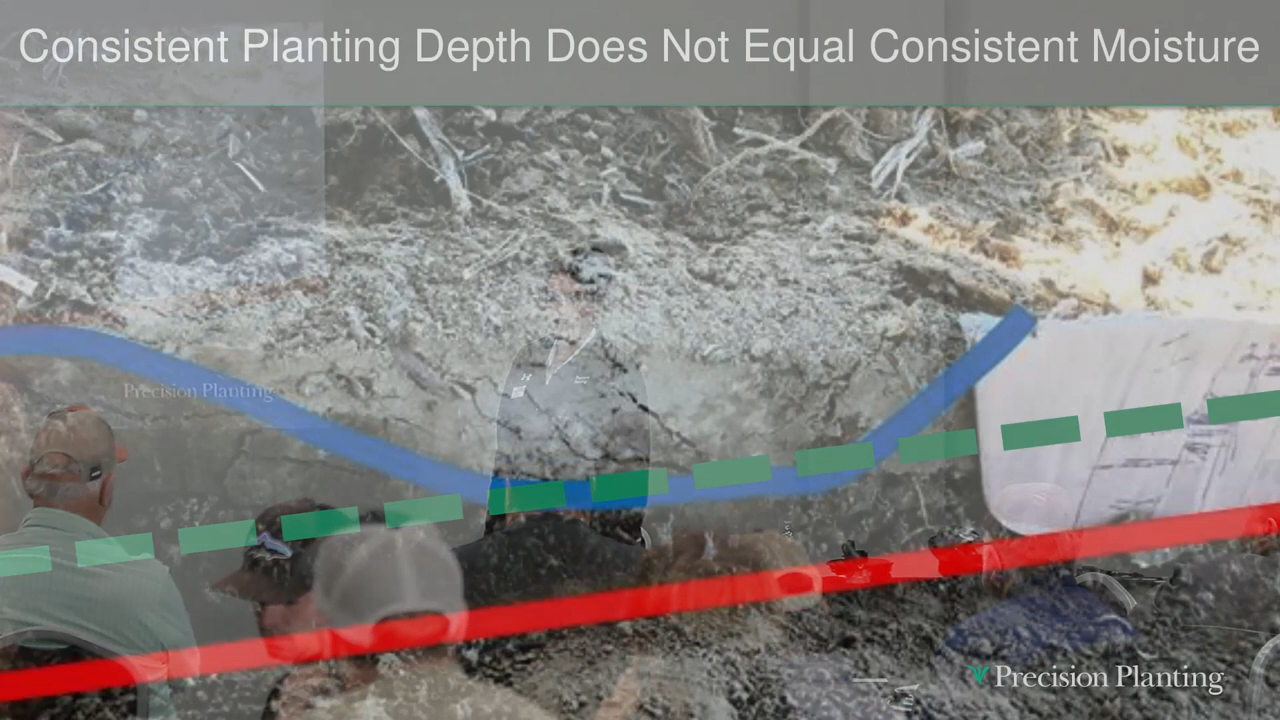 Consistent Planting Depth Does Not Equal Consistent Moisture
Precision Planting
Precision Planting